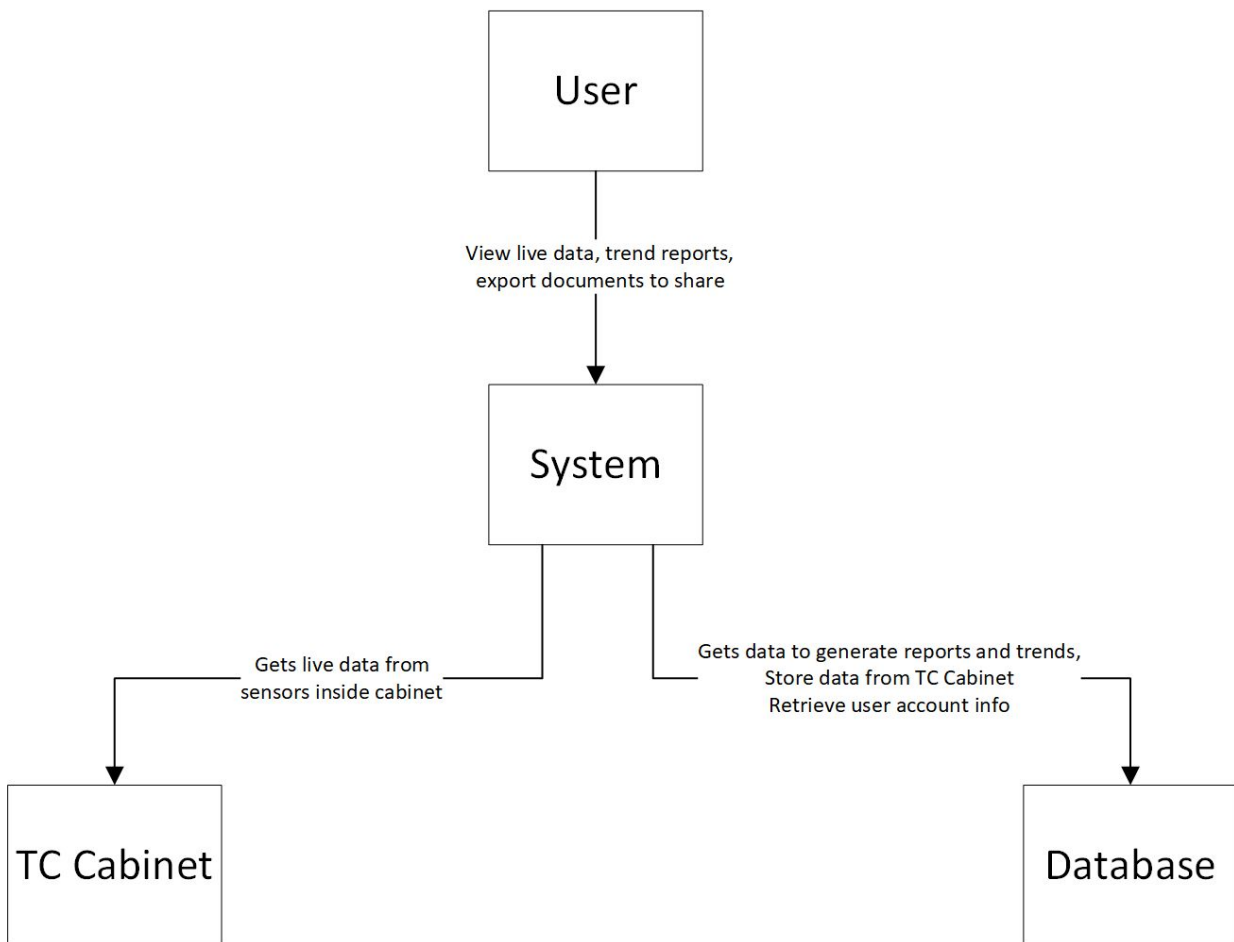 User
View live data, trend reports,
export documents to share
System
Gets live data from
sensors inside cabinet
Gets data to generate reports and trends,
Store data from TC Cabinet
Retrieve user account info
TC Cabinet
Database